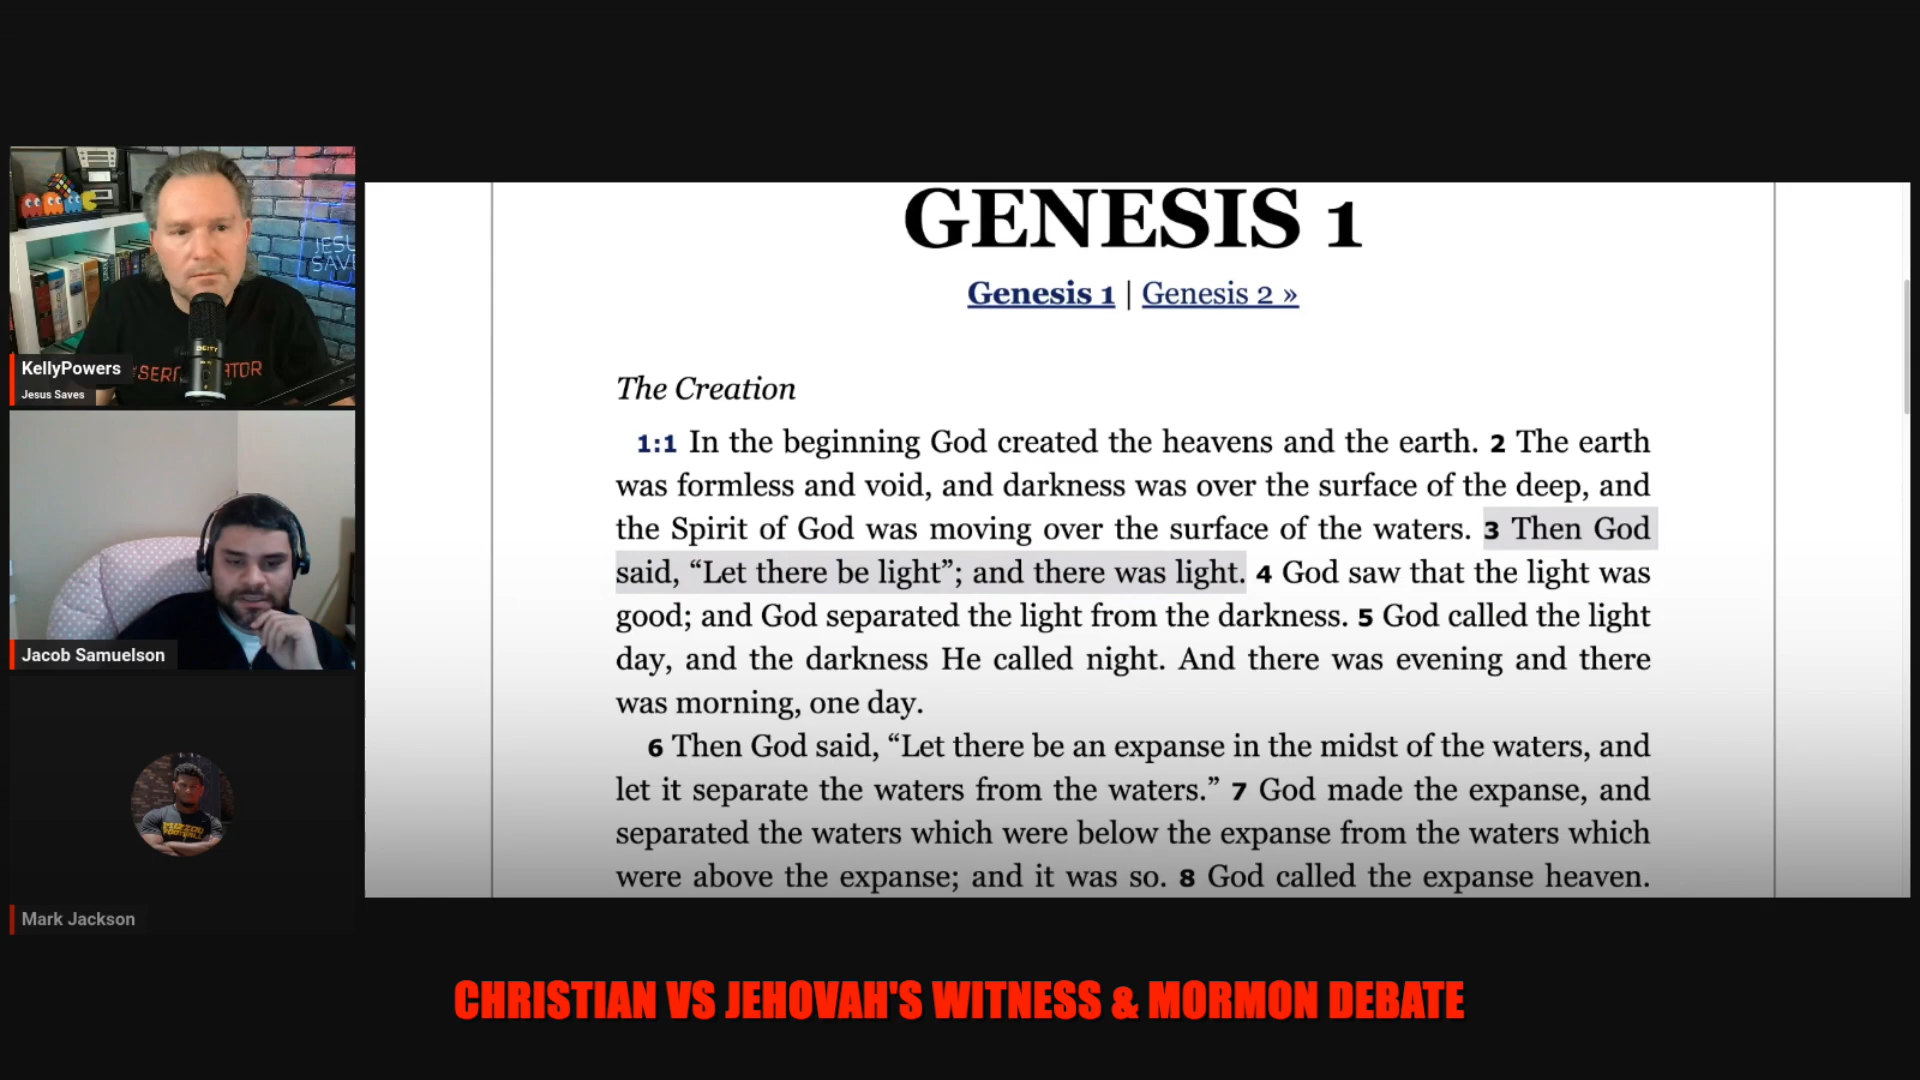 JESU
SAVE
DEITY
SER ATOR
KellyPowers
Jesus Saves
Jacob Samuelson
MIZZOU
FOOTBALL
Mark Jackson
GENESIS 1
Genesis 1 | Genesis 2 »
The Creation
1:1 In the beginning God created the heavens and the earth. 2 The earth
was formless and void, and darkness was over the surface of the deep, and
the Spirit of God was moving over the surface of the waters. 3 Then God
said, “Let there be light”; and there was light. 4 God saw that the light was
good; and God separated the light from the darkness. 5 God called the light
day, and the darkness He called night. And there was evening and there
was morning, one day.
6 Then God said, “Let there be an expanse in the midst of the waters, and
let it separate the waters from the waters.” 7 God made the expanse, and
separated the waters which were below the expanse from the waters which
were above the expanse; and it was so. 8 God called the expanse heaven.
CHRISTIAN VS JEHOVAH'S WITNESS & MORMON DEBATE